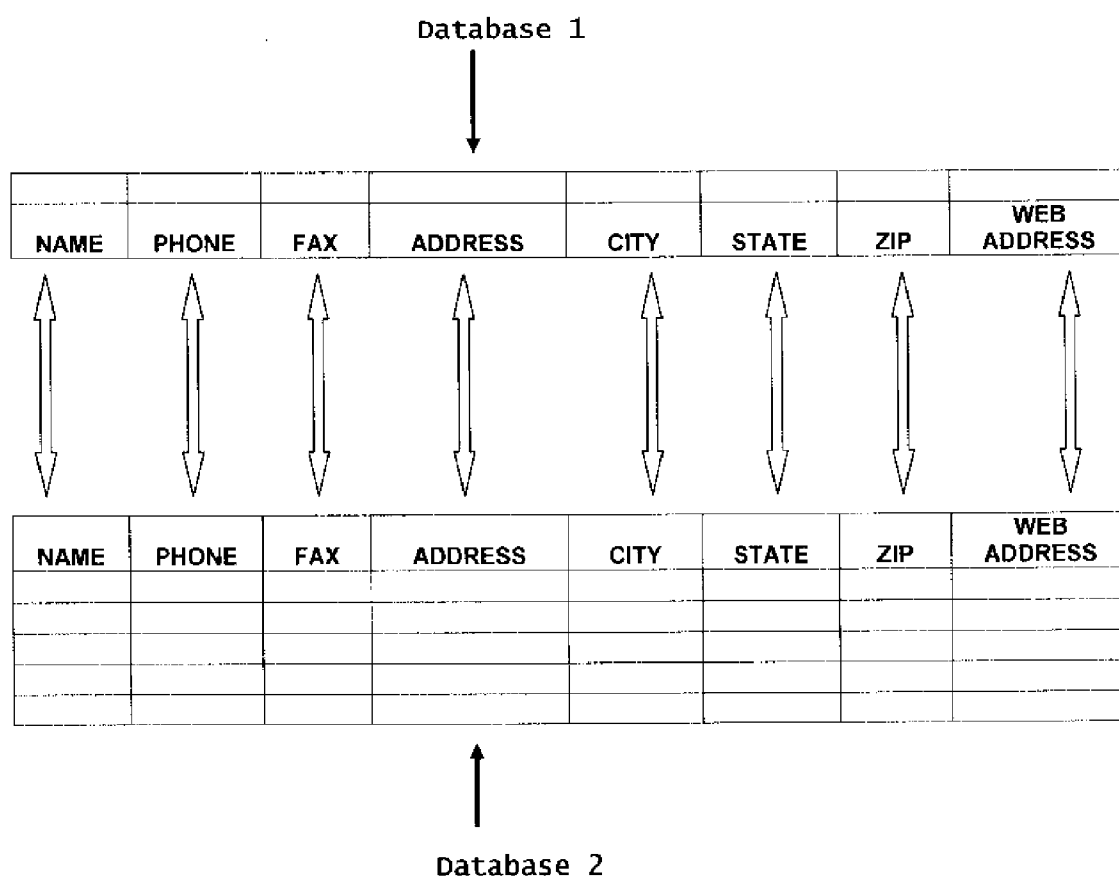 Database 1
WEB
NAME PHONE FAX ADDRESS CITY STATE ZIP ADDRESS
WEB
NAME PHONE FAX ADDRESS CITY STATE ZIP ADDRESS
Database 2